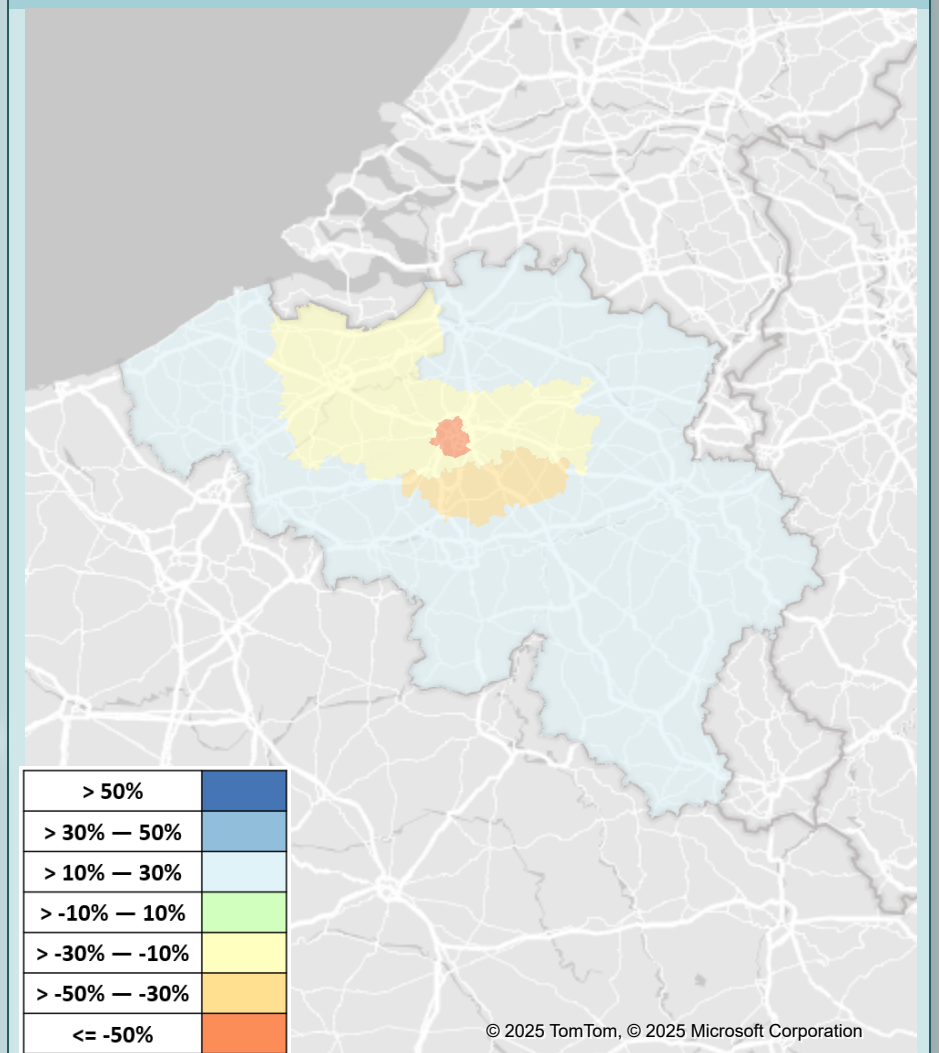 > 50%
> 30% — 50%
> 10% — 30%
> -10% — 10%
> -30% — -10%
> -50% — -30%
<= -50%
© 2025 TomTom, © 2025 Microsoft Corporation